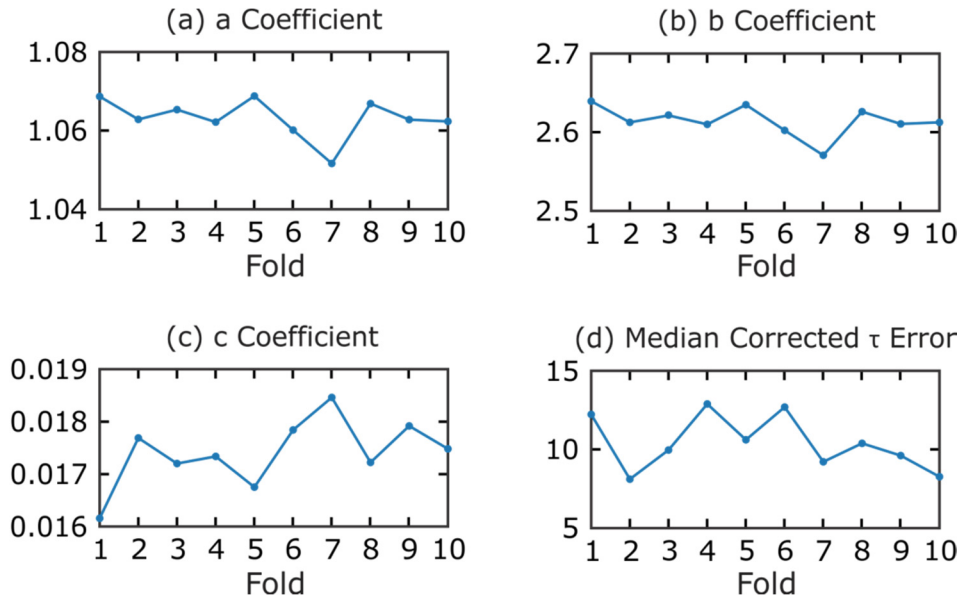 (a) a Coefficient
1.08
1.06
1.04
1 2 3 4 5 6 7 8 9 10
Fold
(b) b Coefficient
2.7
2.6
2.5
1 2 3 4 5 6 7 8 9 10
Fold
(c) c Coefficient
0.019
0.018
0.017
0.016
1 2 3 4 5 6 7 8 9 10
Fold
(d) Median Corrected τ Error
15
10
5
1 2 3 4 5 6 7 8 9 10
Fold